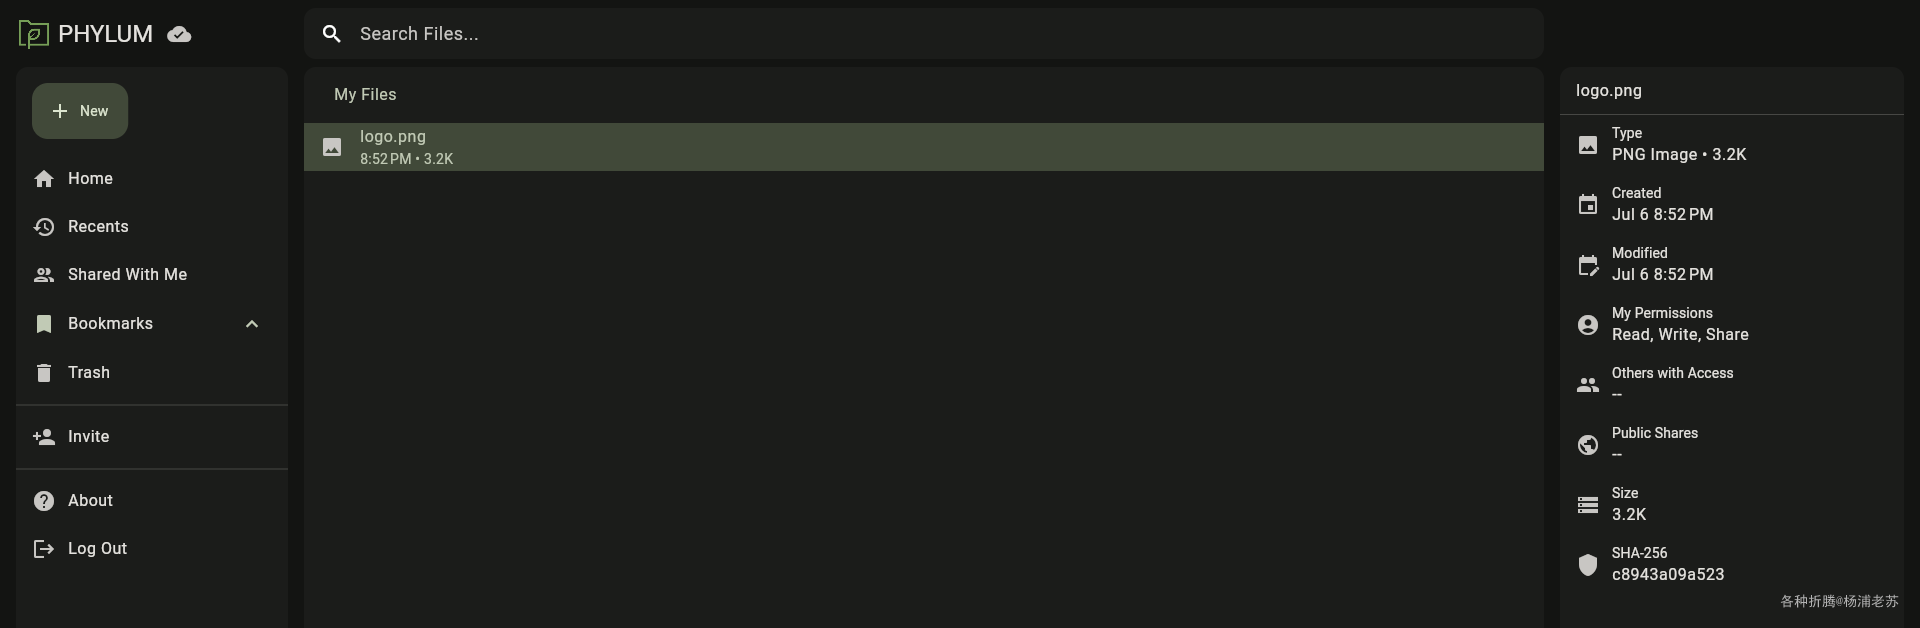 PHYLUM
Search Files...
New
Home
Recents
Shared With Me
Bookmarks
Trash
Invite
About
Log Out
My Files
logo.png
8:52 PM • 3.2K
logo.png
Type
PNG Image • 3.2K
Created
Jul 6 8:52 PM
Modified
Jul 6 8:52 PM
My Permissions
Read, Write, Share
Others with Access
--
Public Shares
--
Size
3.2K
SHA-256
c8943a09a523
各种折腾@杨浦老苏